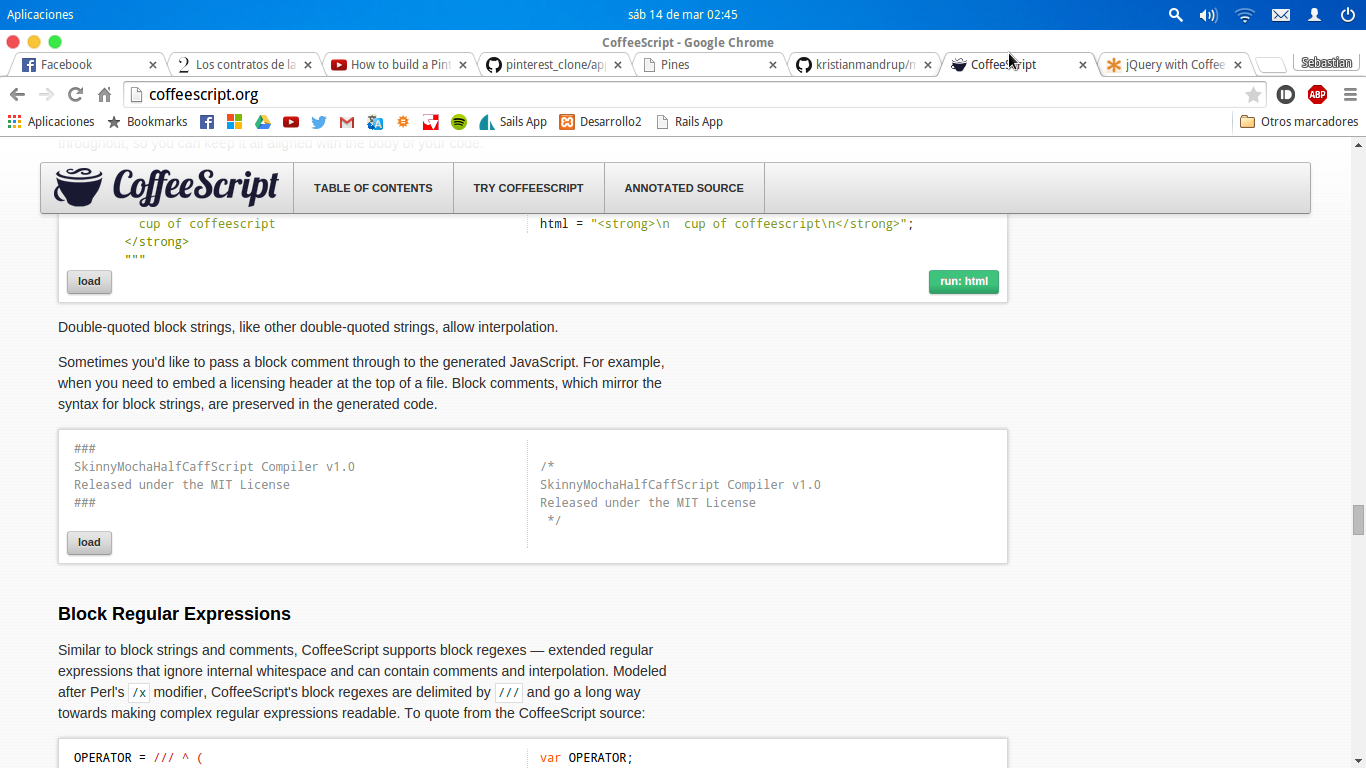 Aplicaciones
sáb 14 de mar 02:45
CoffeeScript - Google Chrome
Facebook
Los contratos de la
How to build a Pint
pinterest_clone/app
Pines
kristianmandrup/n
CoffeeScript
jQuery with Coffee
Sebastian
coffeescript.org
ABP
Aplicaciones
Bookmarks
Sails App
Desarrollo2
Rails App
Otros marcadores
throughout, so you can keep it all aligned with the body of your code.
CoffeeScript
TABLE OF CONTENTS
TRY COFFEESCRIPT
ANNOTATED SOURCE
cup of coffeescript
</strong>
"""
html = "<strong>\n  cup of coffeescript\n</strong>";
load
run: html
Double-quoted block strings, like other double-quoted strings, allow interpolation.
Sometimes you'd like to pass a block comment through to the generated JavaScript. For example,
when you need to embed a licensing header at the top of a file. Block comments, which mirror the
syntax for block strings, are preserved in the generated code.
###
SkinnyMochaHalfCaffScript Compiler v1.0
Released under the MIT License
###
/*
SkinnyMochaHalfCaffScript Compiler v1.0
Released under the MIT License
*/
load
Block Regular Expressions
Similar to block strings and comments, CoffeeScript supports block regexes — extended regular
expressions that ignore internal whitespace and can contain comments and interpolation. Modeled
after Perl's /x modifier, CoffeeScript's block regexes are delimited by /// and go a long way
towards making complex regular expressions readable. To quote from the CoffeeScript source:
OPERATOR = /// ^ (
var OPERATOR;